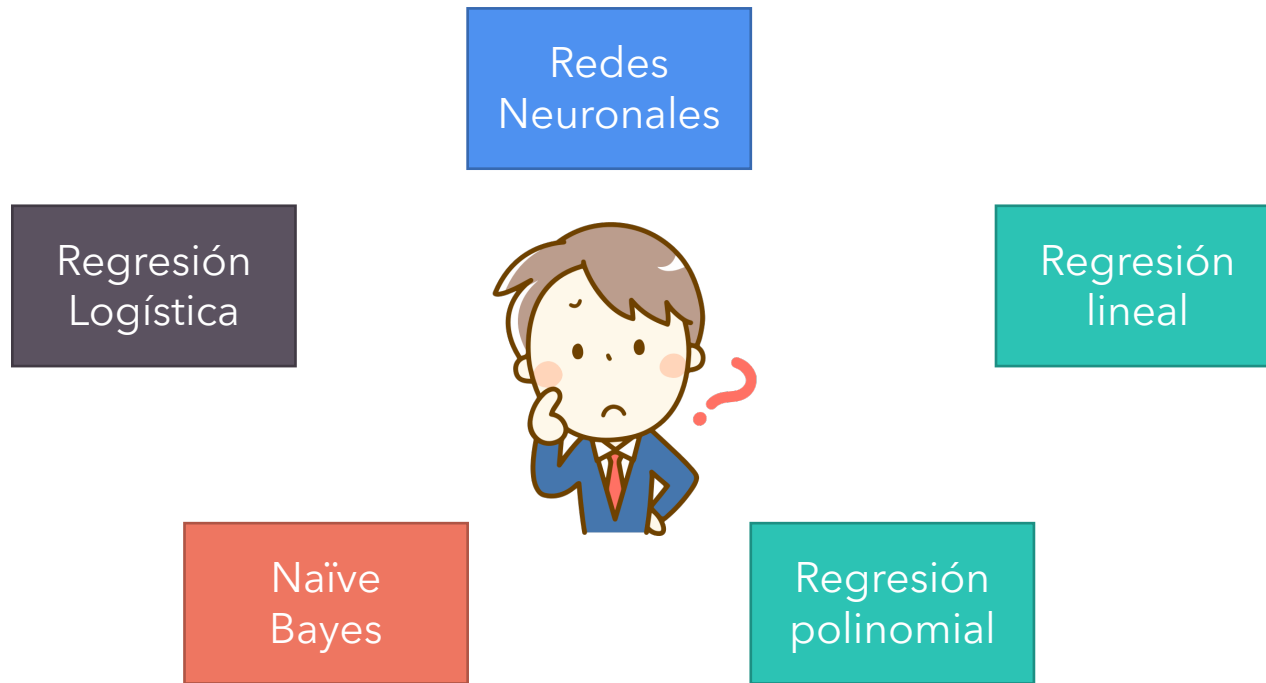 Redes
Neuronales
Regresión
Logística
Regresión
lineal
Naïve
Bayes
Regresión
polinomial